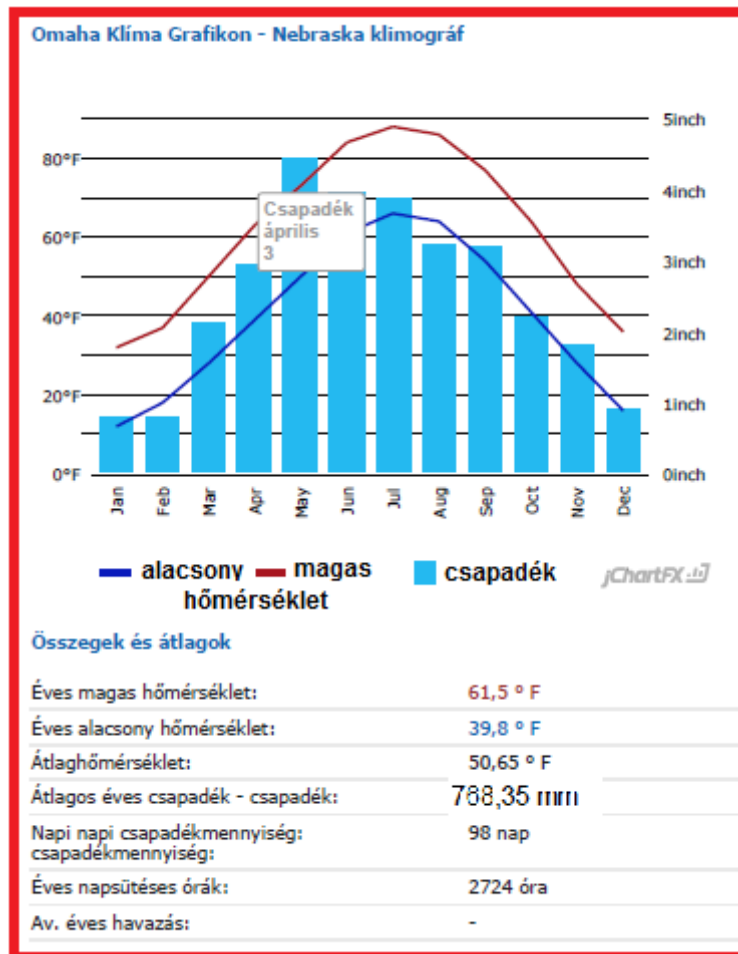 Omaha Klíma Grafikon - Nebraska klimográf
5inch
80°F
4inch
Csapadék
április
3
60°F
3inch
40°F
2inch
20°F
1inch
0°F
0inch
Jan Feb Mar Apr May Jun Jul Aug Sep Oct Nov Dec
alacsony magas csapadék
hőmérséklet
jChartFX
Összegek és átlagok
Éves magas hőmérséklet: 61,5 º F
Éves alacsony hőmérséklet: 39,8 º F
Átlaghőmérséklet: 50,65 º F
Átlagos éves csapadék - csapadék: 768,35 mm
Napi napi csapadékmennyiség: 98 nap
csapadékmennyiség:
Éves napsütéses órák: 2724 óra
Av. éves havazás: -